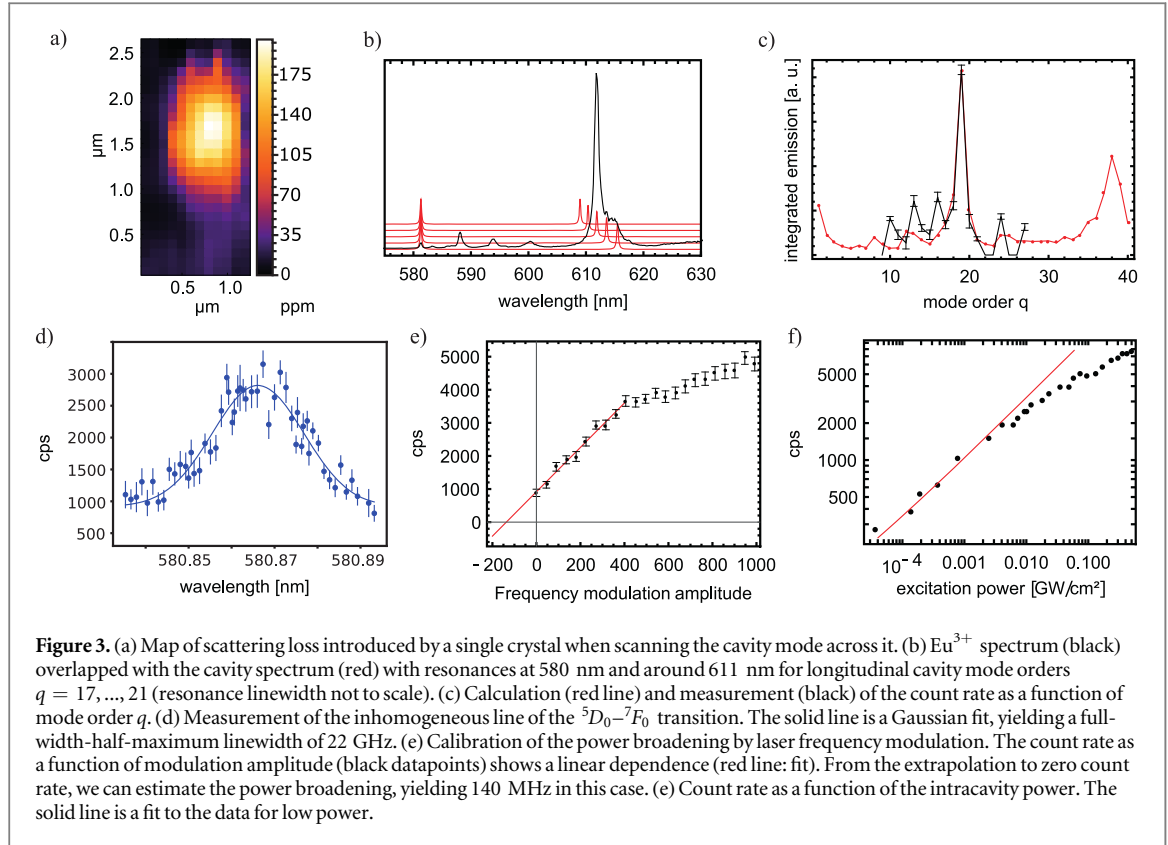 a)
2.5
2.0
1.5
1.0
0.5
µm
0.5 1.0
µm
175
140
105
70
35
0
ppm
b)
580 590 600 610 620 630
wavelength [nm]
c)
integrated emission [a. u.]
10 20 30 40
mode order q
d)
3000
2500
2000
1500
1000
500
cps
580.85 580.87 580.89
wavelength [nm]
e)
5000
4000
3000
2000
1000
0
cps
-200 0 200 400 600 800 1000
Frequency modulation amplitude
f)
5000
1000
500
cps
10⁻⁴ 0.001 0.010 0.100
excitation power [GW/cm²]
Figure 3. (a) Map of scattering loss introduced by a single crystal when scanning the cavity mode across it. (b) Eu³⁺ spectrum (black)
overlapped with the cavity spectrum (red) with resonances at 580 nm and around 611 nm for longitudinal cavity mode orders
q = 17, ..., 21 (resonance linewidth not to scale). (c) Calculation (red line) and measurement (black) of the count rate as a function of
mode order q. (d) Measurement of the inhomogeneous line of the ⁵D₀–⁷F₀ transition. The solid line is a Gaussian fit, yielding a full-
width-half-maximum linewidth of 22 GHz. (e) Calibration of the power broadening by laser frequency modulation. The count rate as
a function of modulation amplitude (black datapoints) shows a linear dependence (red line: fit). From the extrapolation to zero count
rate, we can estimate the power broadening, yielding 140 MHz in this case. (e) Count rate as a function of the intracavity power. The
solid line is a fit to the data for low power.